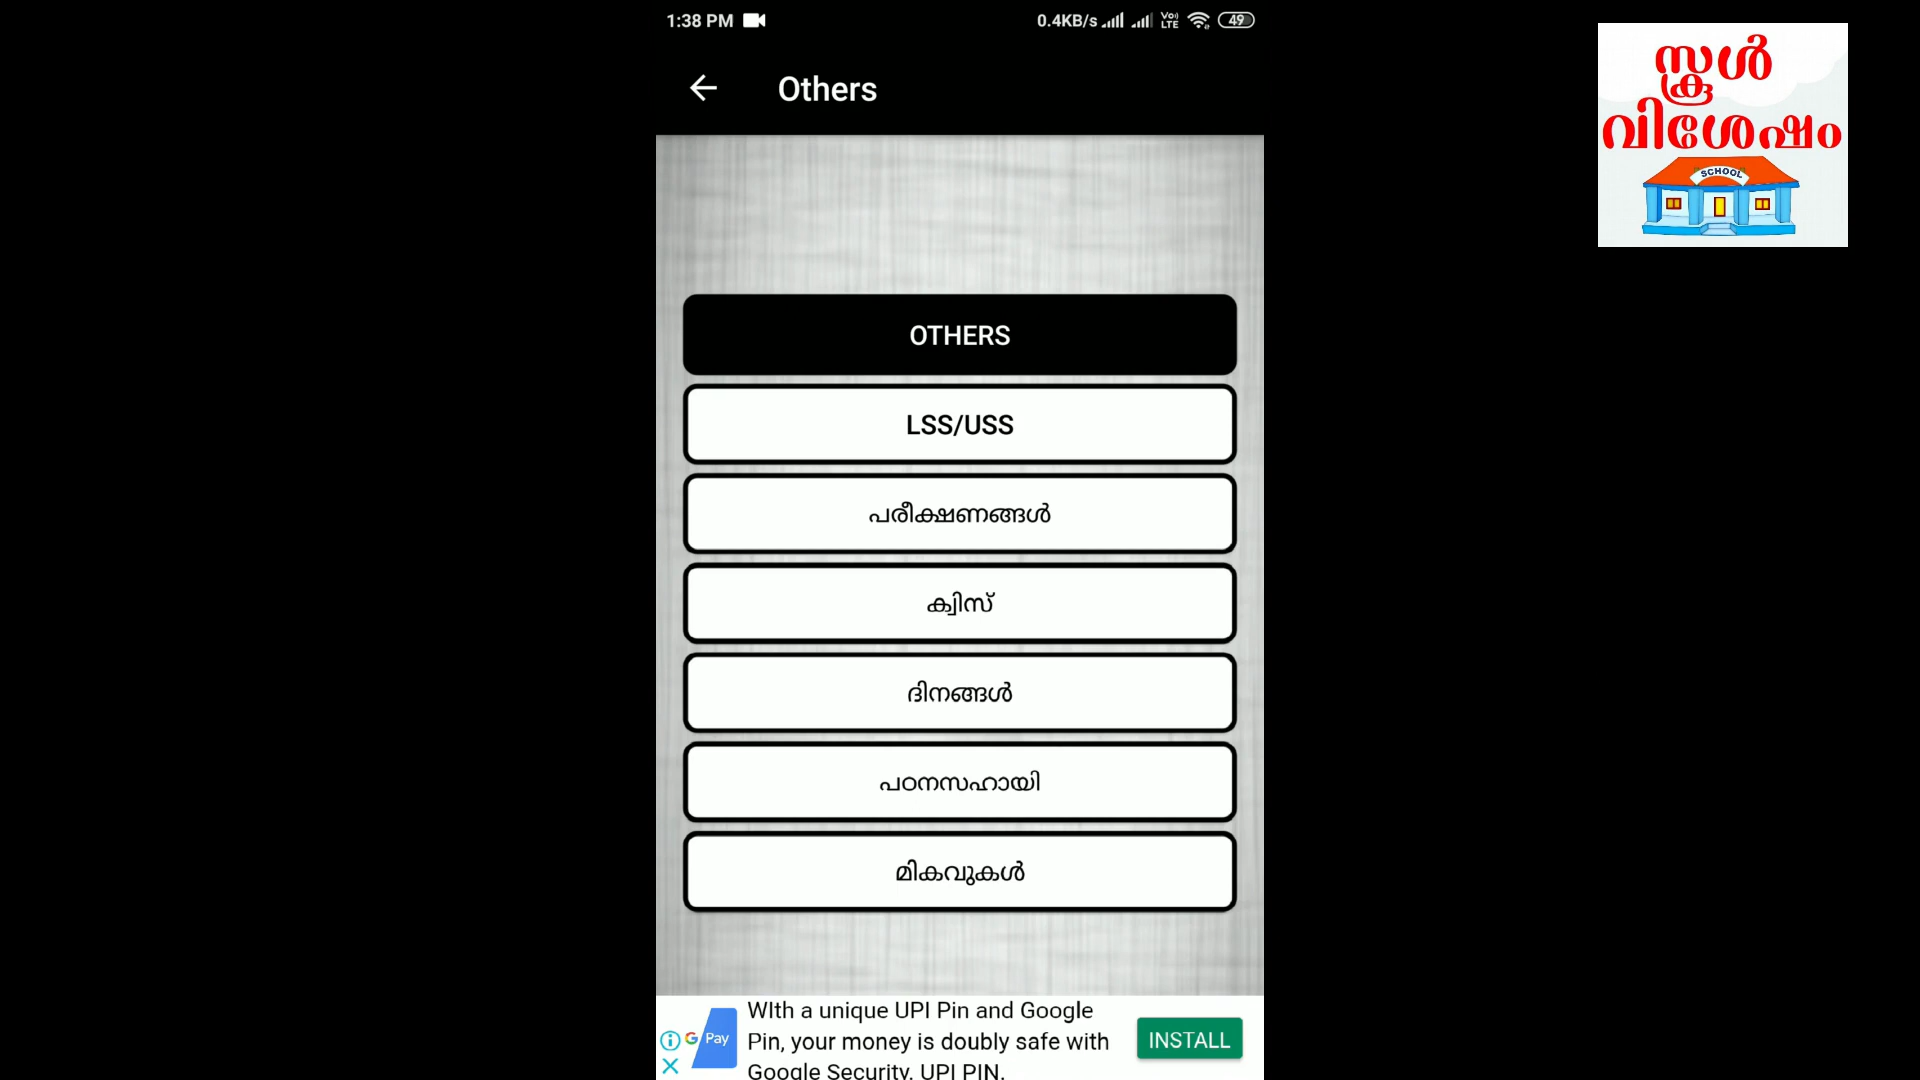 1:38 PM
0.4KB/s
Vo)
LTE
49
സ്കൂൾ
വിശേഷം
SCHOOL
Others
OTHERS
LSS/USS
പരീക്ഷണങ്ങൾ
ക്വിസ്
ദിനങ്ങൾ
പഠനസഹായി
മികവുകൾ
G Pay
WIth a unique UPI Pin and Google
Pin, your money is doubly safe with
Google Security, UPI PIN.
INSTALL